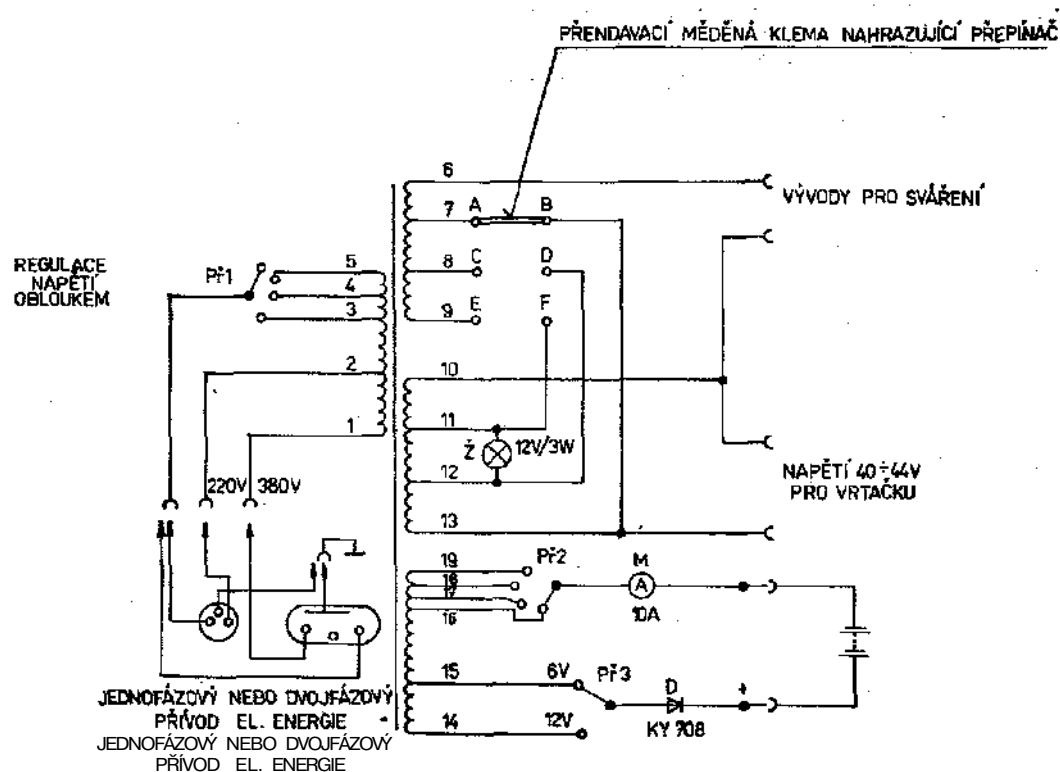 PŘENDAVACÍ MĚDĚNÁ KLEMA NAHRAZUJÍCÍ PŘEPÍNAČ
6
VÝVODY PRO SVÁŘENÍ
7 A B
REGULACE
NAPĚTÍ
OBLOUKEM
Př1
5
4
3
8 C D
9 E F
2
10
1
11
Ž 12V/3W
12
220V 380V
NAPĚTÍ 40÷44V
PRO VRTAČKU
13
19
18
17
16
Př2
M
A
10A
15
6V
Př3
D
+
KY 708
14
12V
JEDNOFÁZOVÝ NEBO DVOJFÁZOVÝ
PŘÍVOD EL. ENERGIE
JEDNOFÁZOVÝ NEBO DVOJFÁZOVÝ
PŘÍVOD EL. ENERGIE